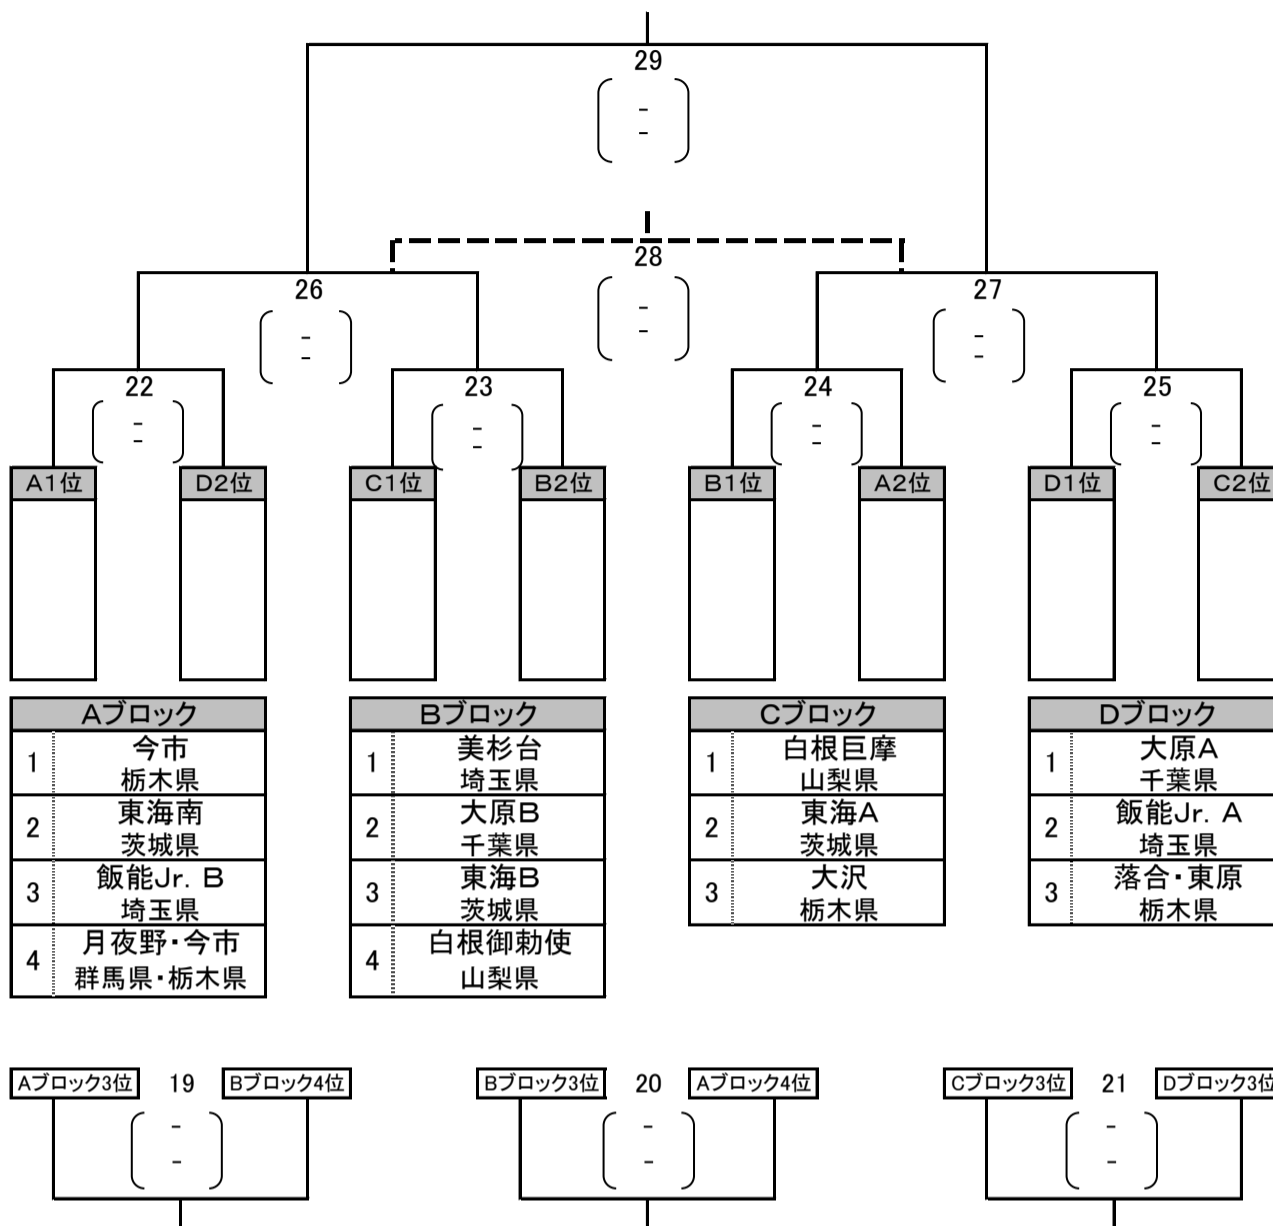 29
-
-
28
-
-
26
-
-
27
-
-
22
-
-
23
-
-
24
-
-
25
-
-
A1位
D2位
C1位
B2位
B1位
A2位
D1位
C2位
Aブロック
1
今市
栃木県
2
東海南
茨城県
3
飯能Jr. B
埼玉県
4
月夜野・今市
群馬県・栃木県
Bブロック
1
美杉台
埼玉県
2
大原B
千葉県
3
東海B
茨城県
4
白根御勅使
山梨県
Cブロック
1
白根巨摩
山梨県
2
東海A
茨城県
3
大沢
栃木県
Dブロック
1
大原A
千葉県
2
飯能Jr. A
埼玉県
3
落合・東原
栃木県
Aブロック3位
19
Bブロック4位
-
-
Bブロック3位
20
Aブロック4位
-
-
Cブロック3位
21
Dブロック3位
-
-